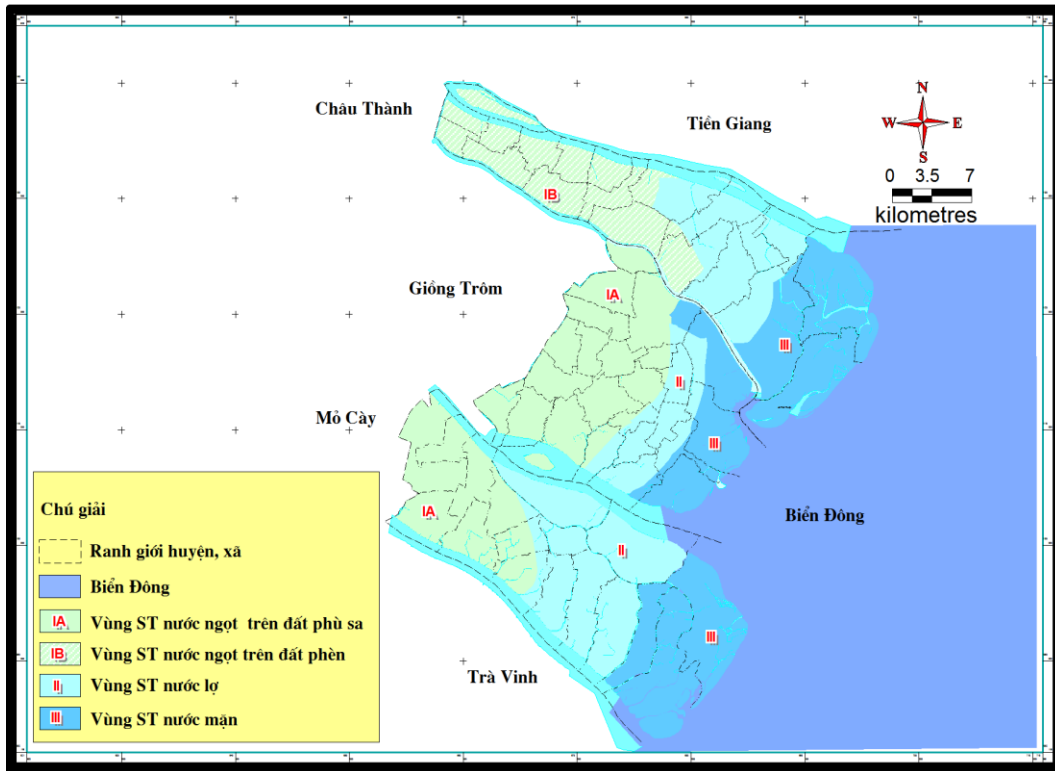 Châu Thành
Tiền Giang
N
W
E
S
0 3.5 7
kilometres
IB
Giồng Trôm
IA
III
II
Mỏ Cày
III
IA
Biển Đông
II
III
Trà Vinh
Chú giải
Ranh giới huyện, xã
Biển Đông
IA Vùng ST nước ngọt trên đất phù sa
IB Vùng ST nước ngọt trên đất phèn
II Vùng ST nước lợ
III Vùng ST nước mặn